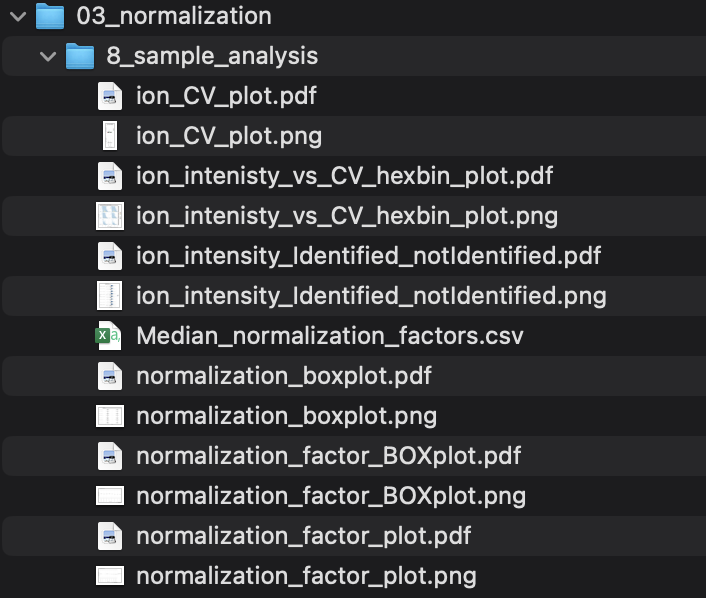 03_normalization
8_sample_analysis
ion_CV_plot.pdf
ion_CV_plot.png
ion_intenisty_vs_CV_hexbin_plot.pdf
ion_intenisty_vs_CV_hexbin_plot.png
ion_intensity_Identified_notIdentified.pdf
ion_intensity_Identified_notIdentified.png
Median_normalization_factors.csv
normalization_boxplot.pdf
normalization_boxplot.png
normalization_factor_BOXplot.pdf
normalization_factor_BOXplot.png
normalization_factor_plot.pdf
normalization_factor_plot.png